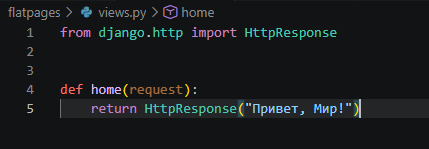 flatpages > views.py > home
1 from django.http import HttpResponse
2
3
4 def home(request):
5     return HttpResponse("Привет, Мир!")